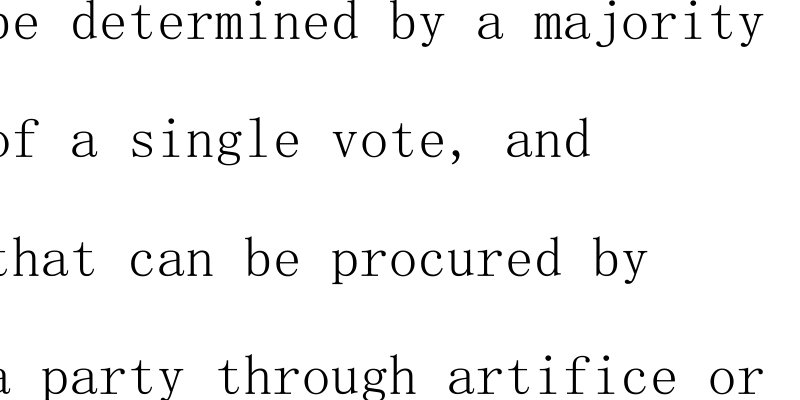 be determined by a majority
of a single vote, and
that can be procured by
a party through artifice or